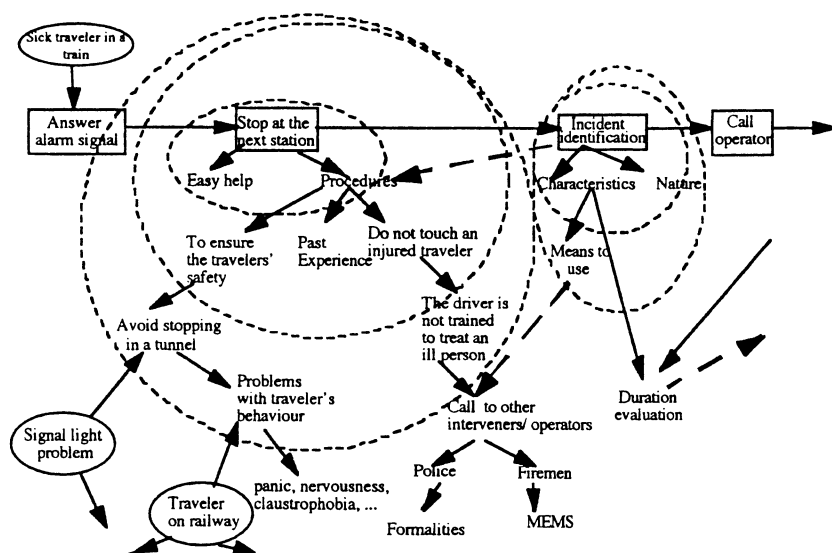 Sick traveler in a
train
Answer
alarm signal
Stop at the
next station
Incident
identification
Call
operator
Easy help
Procedures
Characteristics
Nature
To ensure
the travelers'
safety
Past
Experience
Do not touch an
injured traveler
Means to
use
Avoid stopping
in a tunnel
The driver is
not trained
to treat an
ill person
Problems
with traveler's
behaviour
Duration
evaluation
Call to other
interveners/ operators
Signal light
problem
panic, nervousness,
claustrophobia, ...
Police
Firemen
Traveler
on railway
Formalities
MEMS